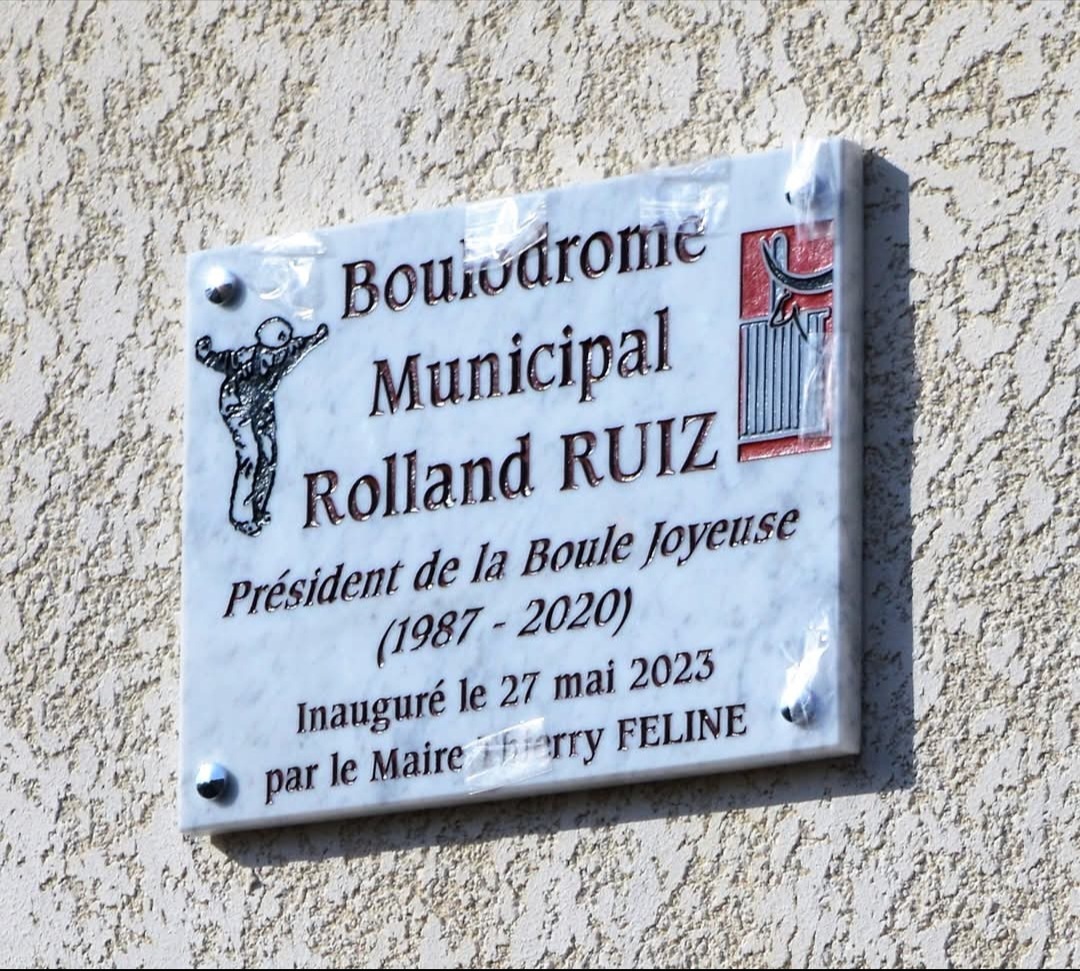 Boulodrome
Municipal
Rolland RUIZ
Président de la Boule Joyeuse
(1987 - 2020)
Inauguré le 27 mai 2023
par le Maire Thierry FELINE